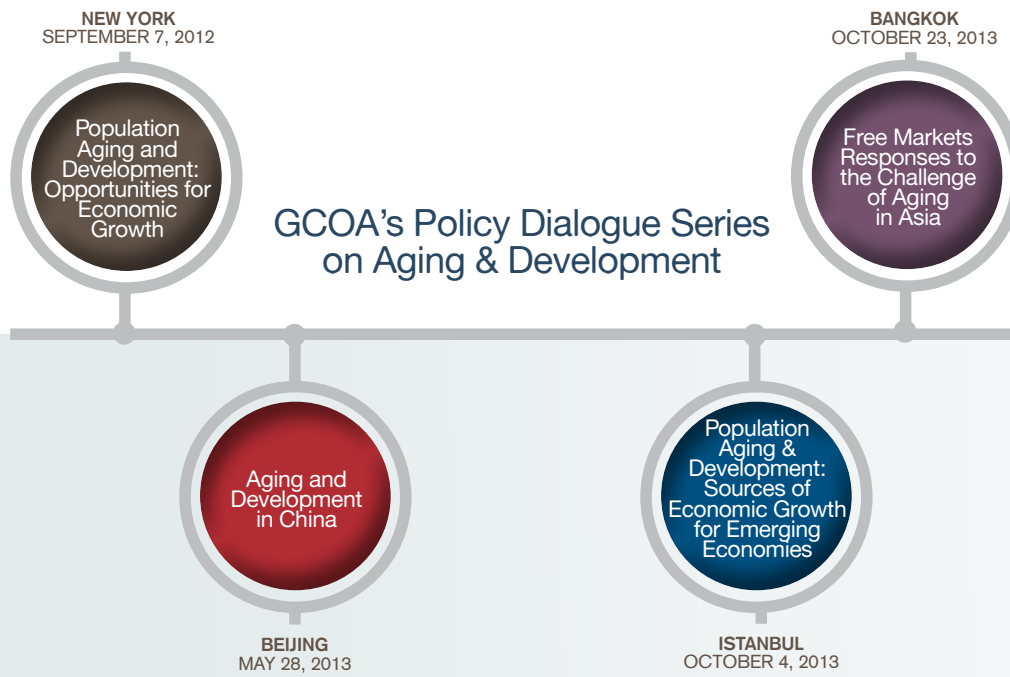 NEW YORK
SEPTEMBER 7, 2012
Population
Aging and
Development:
Opportunities for
Economic
Growth
BANGKOK
OCTOBER 23, 2013
Free Markets
Responses to
the Challenge
of Aging
in Asia
GCOA's Policy Dialogue Series
on Aging & Development
Aging and
Development
in China
BEIJING
MAY 28, 2013
Population
Aging &
Development:
Sources of
Economic Growth
for Emerging
Economies
ISTANBUL
OCTOBER 4, 2013